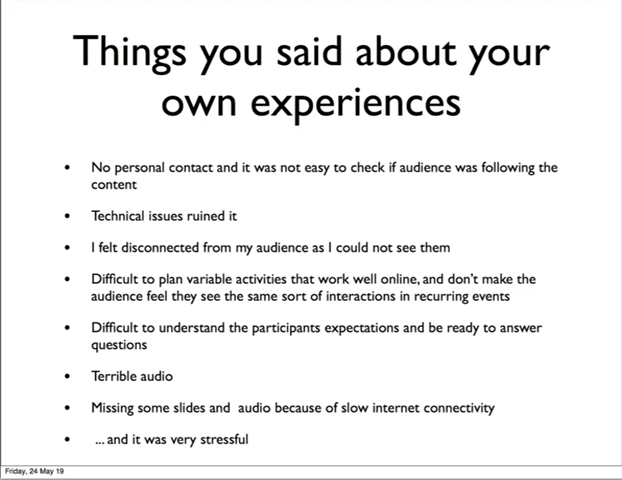 Things you said about your
own experiences
• No personal contact and it was not easy to check if audience was following the
content
• Technical issues ruined it
• I felt disconnected from my audience as I could not see them
• Difficult to plan variable activities that work well online, and don't make the
audience feel they see the same sort of interactions in recurring events
• Difficult to understand the participants expectations and be ready to answer
questions
• Terrible audio
• Missing some slides and  audio because of slow internet connectivity
• ... and it was very stressful
Friday, 24 May 19